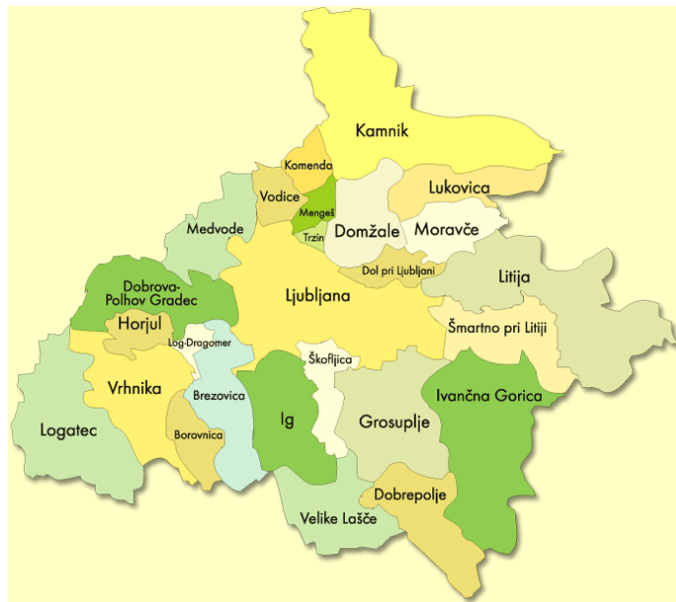 Kamnik
Komenda
Lukovica
Vodice
Mengeš
Medvode
Domžale
Moravče
Trzin
Dol pri Ljubljani
Litija
Dobrova-
Polhov Gradec
Ljubljana
Horjul
Šmartno pri Litiji
Log-Dragomer
Škofljica
Vrhnika
Brezovica
Ivančna Gorica
Ig
Grosuplje
Logatec
Borovnica
Dobrepolje
Velike Lašče